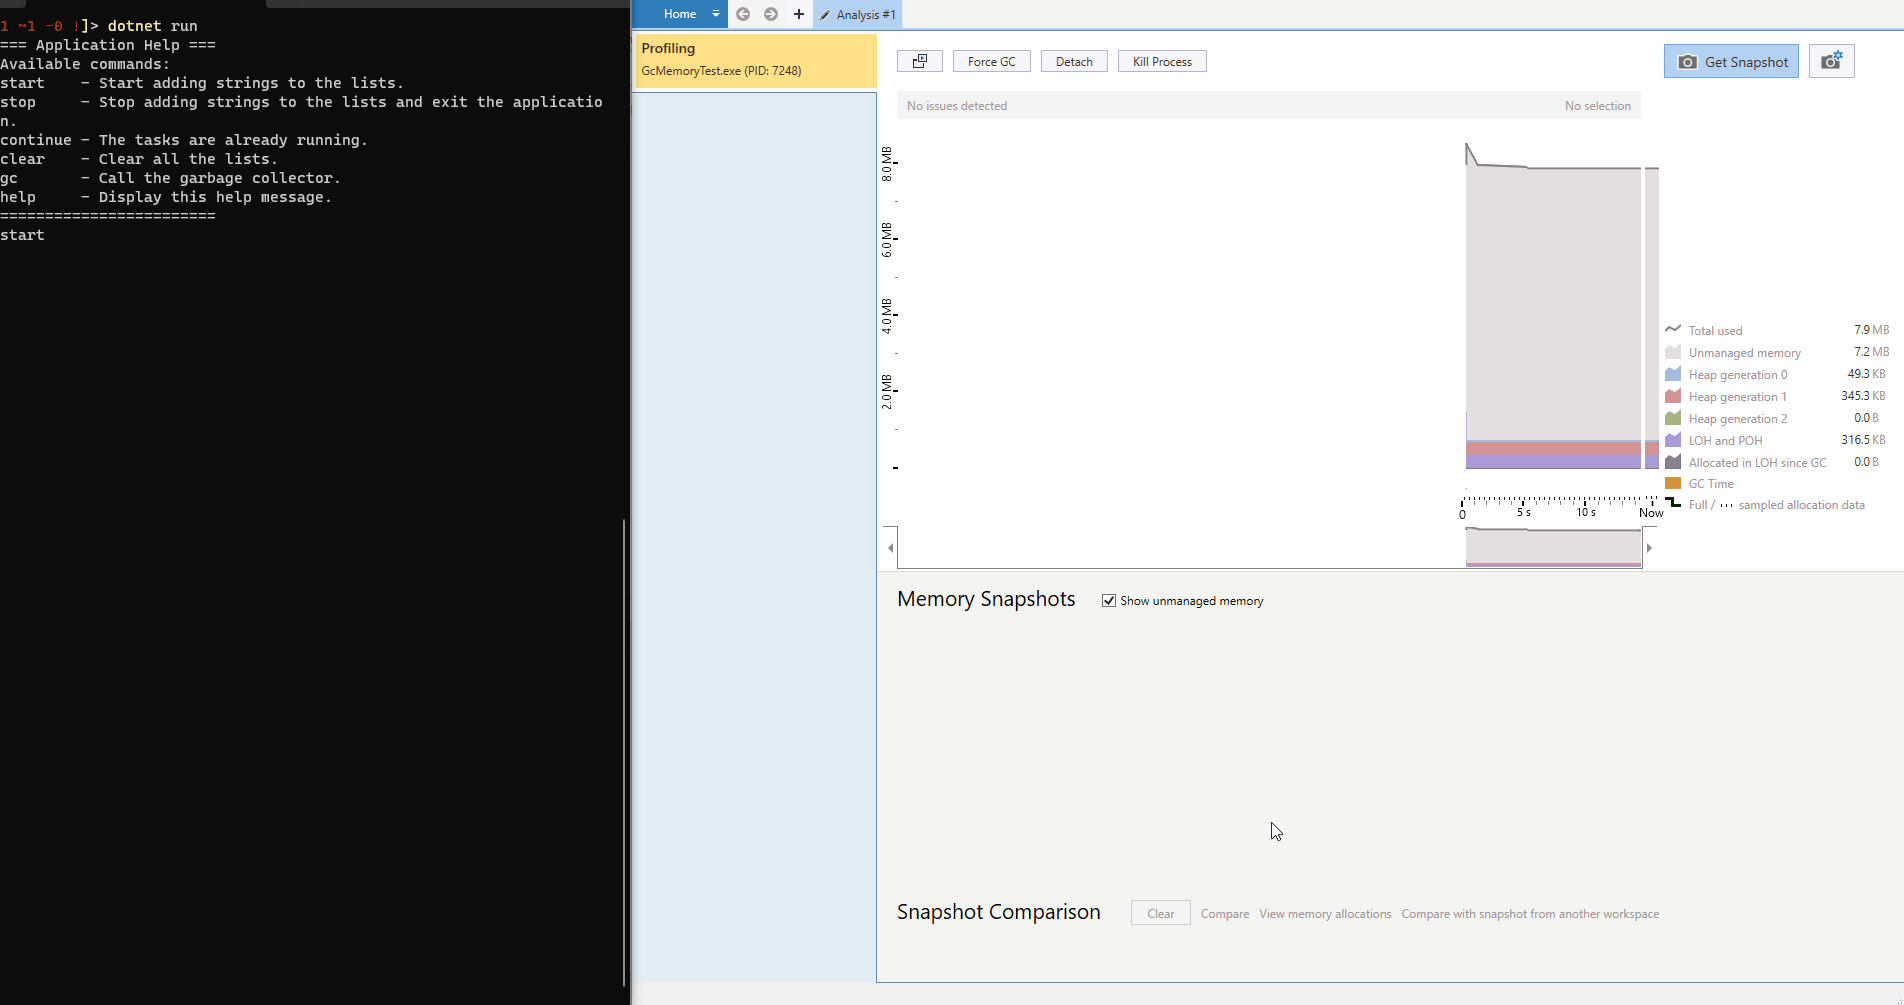 1 ~1 -0 !]> dotnet run
=== Application Help ===
Available commands:
start    - Start adding strings to the lists.
stop     - Stop adding strings to the lists and exit the applicatio
n.
continue - The tasks are already running.
clear    - Clear all the lists.
gc       - Call the garbage collector.
help     - Display this help message.
========================
start
Home
Analysis #1
Profiling
GcMemoryTest.exe (PID: 7248)
Force GC
Detach
Kill Process
Get Snapshot
No issues detected
No selection
8.0 MB
6.0 MB
4.0 MB
2.0 MB
0
5 s
10 s
Now
Total used 7.9 MB
Unmanaged memory 7.2 MB
Heap generation 0 49.3 KB
Heap generation 1 345.3 KB
Heap generation 2 0.0 B
LOH and POH 316.5 KB
Allocated in LOH since GC 0.0 B
GC Time
Full / sampled allocation data
Memory Snapshots
Show unmanaged memory
Snapshot Comparison
Clear
Compare
View memory allocations
Compare with snapshot from another workspace